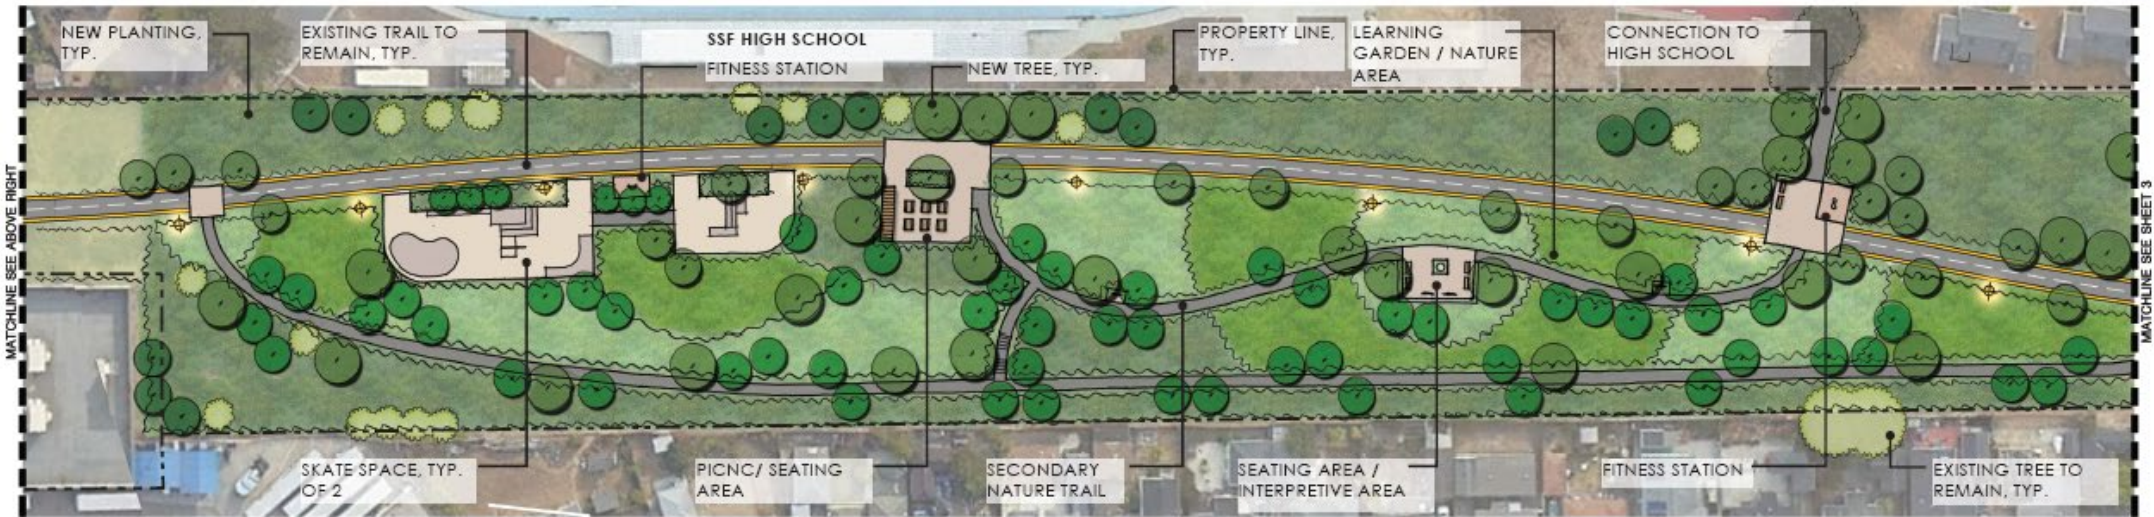 NEW PLANTING,
TYP.
EXISTING TRAIL TO
REMAIN, TYP.
SSF HIGH SCHOOL
FITNESS STATION
NEW TREE, TYP.
PROPERTY LINE,
TYP.
LEARNING
GARDEN / NATURE
AREA
CONNECTION TO
HIGH SCHOOL
MATCHLINE SEE ABOVE RIGHT
MATCHLINE SEE SHEET 3
SKATE SPACE, TYP.
OF 2
PICNC/ SEATING
AREA
SECONDARY
NATURE TRAIL
SEATING AREA /
INTERPRETIVE AREA
FITNESS STATION
EXISTING TREE TO
REMAIN, TYP.